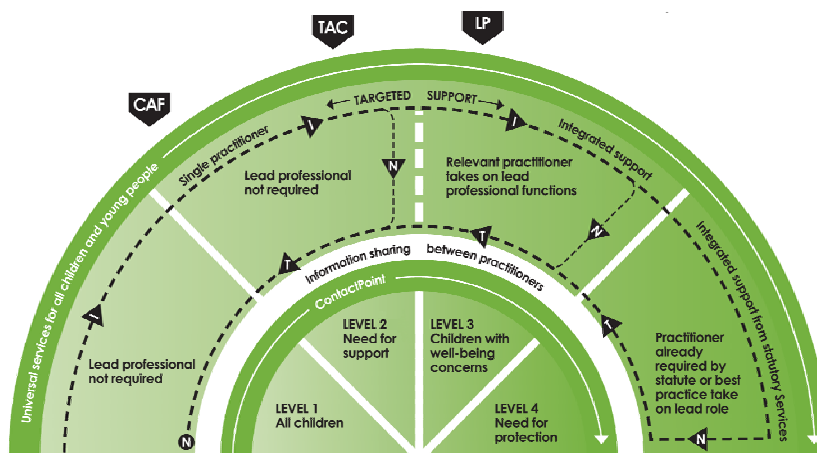 TAC
LP
CAF
TARGETED SUPPORT
Single practitioner
Integrated support
Universal services for all children and young people
Lead professional
not required
Relevant practitioner
takes on lead
professional functions
I
I
N
N
Information sharing between practitioners
T
T
ContactPoint
Integrated support from statutory Services
I
T
Lead professional
not required
LEVEL 2
Need for
support
LEVEL 3
Children with
well-being
concerns
Practitioner
already
required by
statute or best
practice take
on lead role
LEVEL 1
All children
LEVEL 4
Need for
protection
N
N